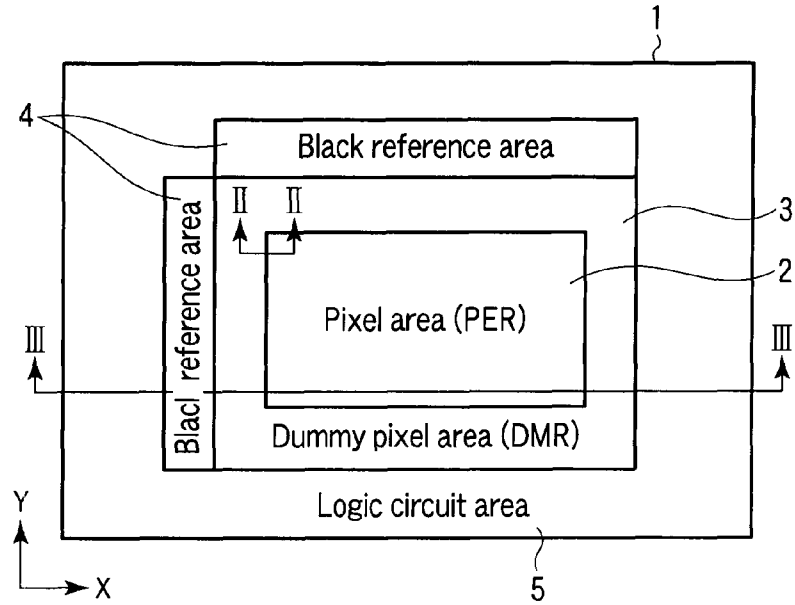 1
4
Black reference area
Blacl reference area
II II
3
2
Pixel area (PER)
III III
Dummy pixel area (DMR)
Logic circuit area
Y
X
5